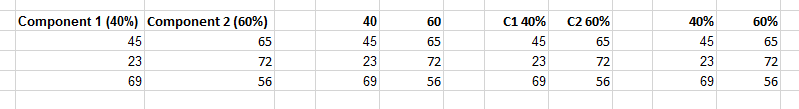 Component 1 (40%) Component 2 (60%) 40 60 C1 40% C2 60% 40% 60%
45 65 45 65 45 65 45 65
23 72 23 72 23 72 23 72
69 56 69 56 69 56 69 56